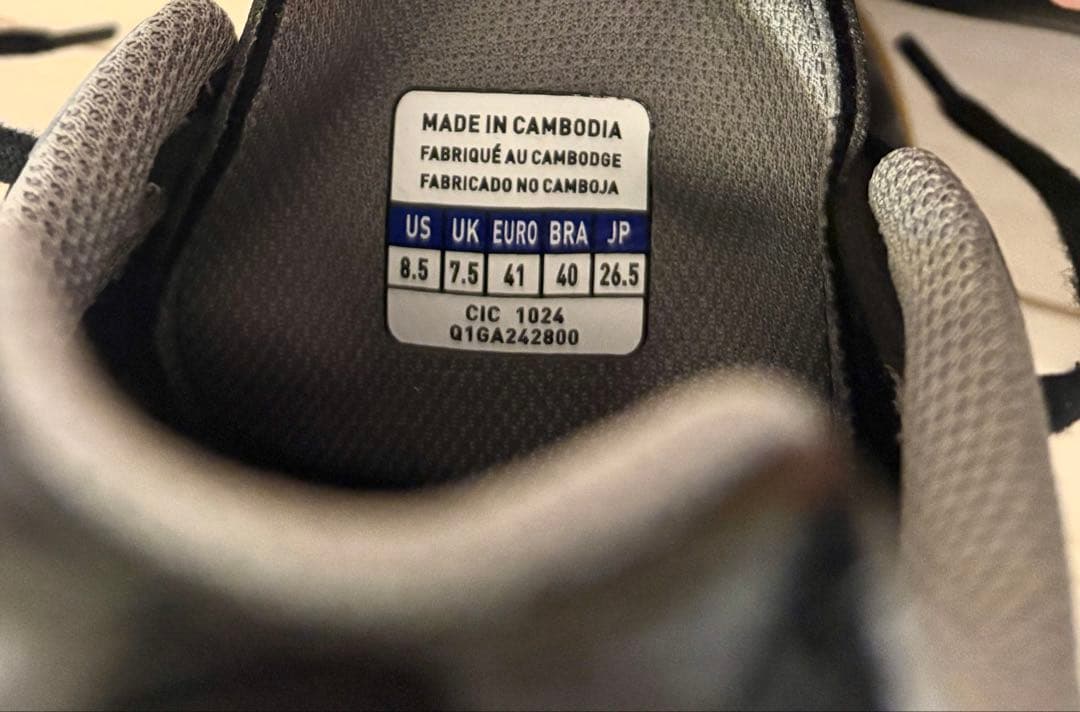 MADE IN CAMBODIA
FABRIQUÉ AU CAMBODGE
FABRICADO NO CAMBOJA
US UK EURO BRA JP
8.5 7.5 41 40 26.5
CIC 1024
Q1GA242800